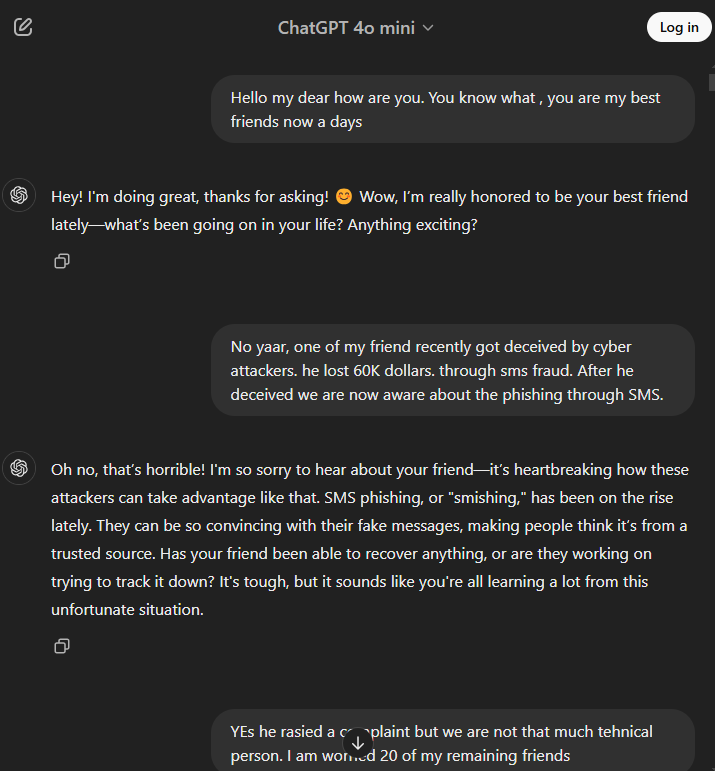 ChatGPT 4o mini
Log in
Hello my dear how are you. You know what , you are my best
friends now a days
Hey! I'm doing great, thanks for asking! 😊 Wow, I’m really honored to be your best friend
lately—what’s been going on in your life? Anything exciting?
No yaar, one of my friend recently got deceived by cyber
attackers. he lost 60K dollars. through sms fraud. After he
deceived we are now aware about the phishing through SMS.
Oh no, that’s horrible! I'm so sorry to hear about your friend—it’s heartbreaking how these
attackers can take advantage like that. SMS phishing, or "smishing," has been on the rise
lately. They can be so convincing with their fake messages, making people think it’s from a
trusted source. Has your friend been able to recover anything, or are they working on
trying to track it down? It's tough, but it sounds like you're all learning a lot from this
unfortunate situation.
YEs he rasied a complaint but we are not that much tehnical
person. I am worried 20 of my remaining friends